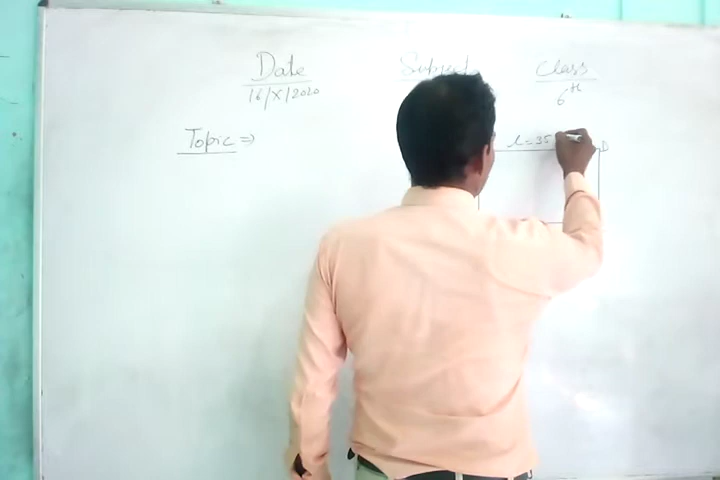 Date Subject Class
16/X/2020 6th
Topic ⇒
l = 35
D